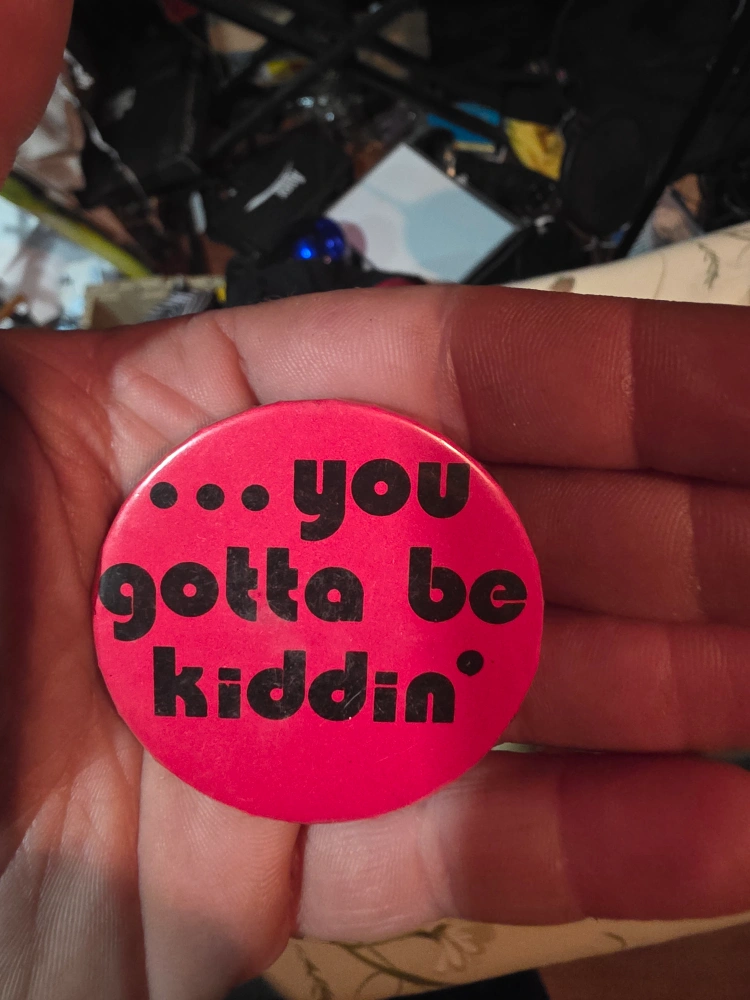 ...you
gotta be
kiddin'